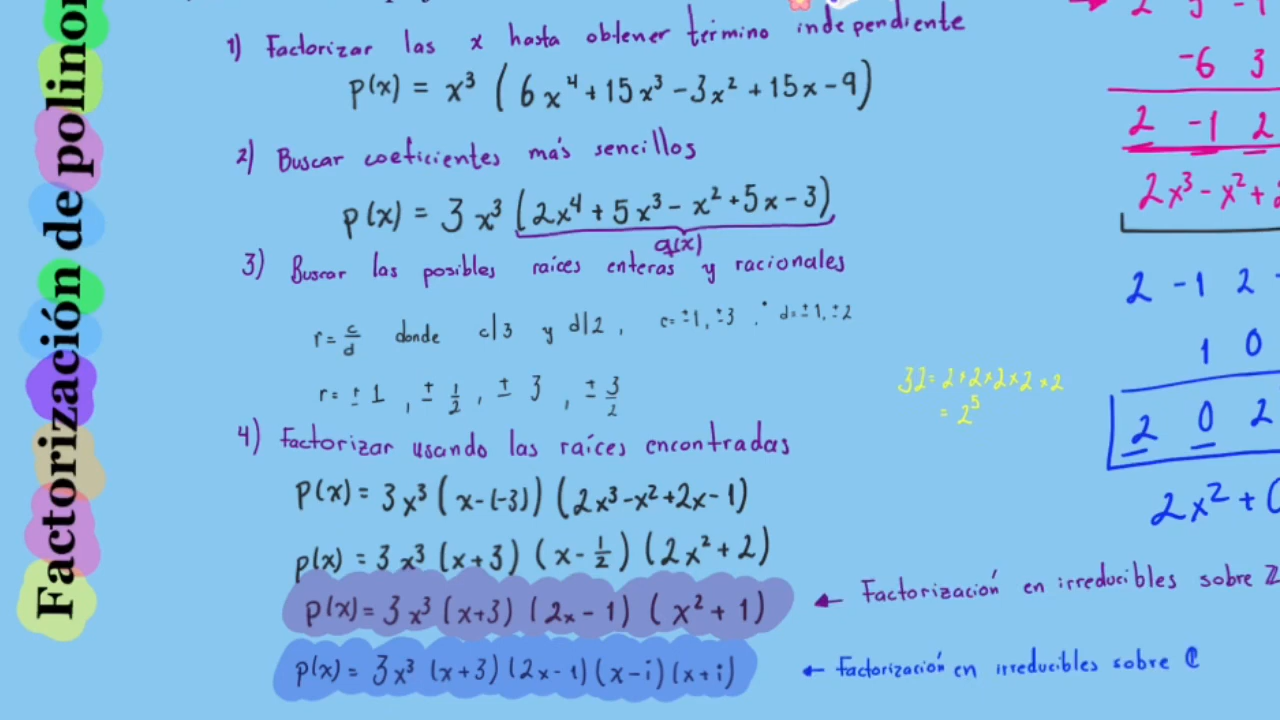 Factorización de polino
1) Factorizar las x hasta obtener término independiente
p(x) = x³ (6x⁴ + 15x³ - 3x² + 15x - 9)
2) Buscar coeficientes más sencillos
p(x) = 3x³ (2x⁴ + 5x³ - x² + 5x - 3)
q(x)
3) Buscar las posibles raíces enteras y racionales
r = c/d donde c|3 y d|2, c = ±1, ±3, d = ±1, ±2
r = ±1, ±1/2, ±3, ±3/2
4) Factorizar usando las raíces encontradas
P(x) = 3x³ (x-(-3)) (2x³-x²+2x-1)
p(x) = 3x³ (x+3) (x-1/2) (2x²+2)
p(x) = 3x³ (x+3) (2x-1) (x²+1)
← Factorización en irreducibles sobre ℤ
p(x) = 3x³ (x+3) (2x-1) (x-i) (x+i)
← Factorización en irreducibles sobre ℂ
32 = 2×2×2×2×2
= 2⁵
-6 3
2 -1 2
2x³ - x² +
2 -1 2
1 0
2 0 2
2x² +